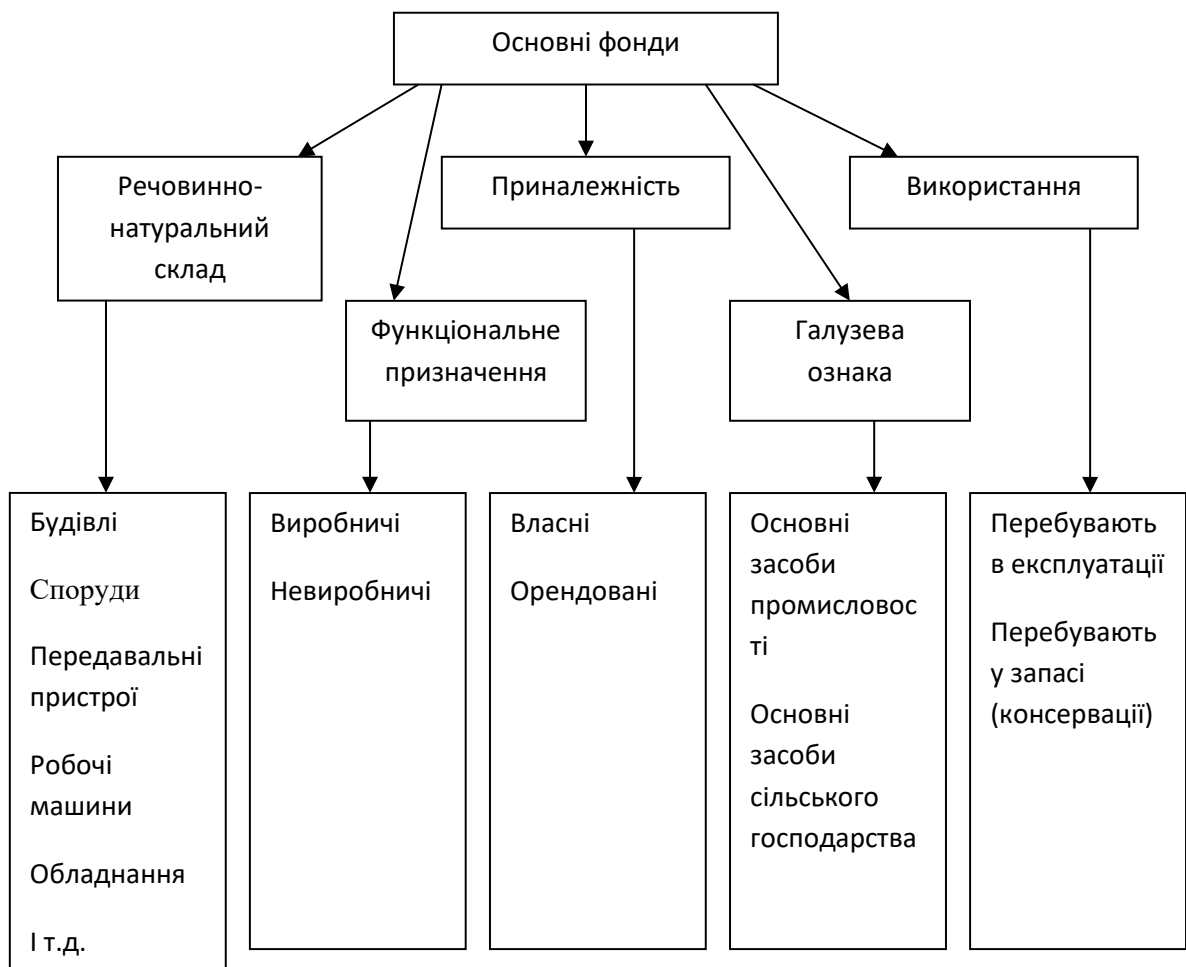 Основні фонди
Речовинно-
натуральний
склад
Приналежність
Використання
Функціональне
призначення
Галузева
ознака
Будівлі
Споруди
Передавальні
пристрої
Робочі
машини
Обладнання
І т.д.
Виробничі
Невиробничі
Власні
Орендовані
Основні
засоби
промисловос
ті
Основні
засоби
сільського
господарства
Перебувають
в експлуатації
Перебувають
у запасі
(консервації)